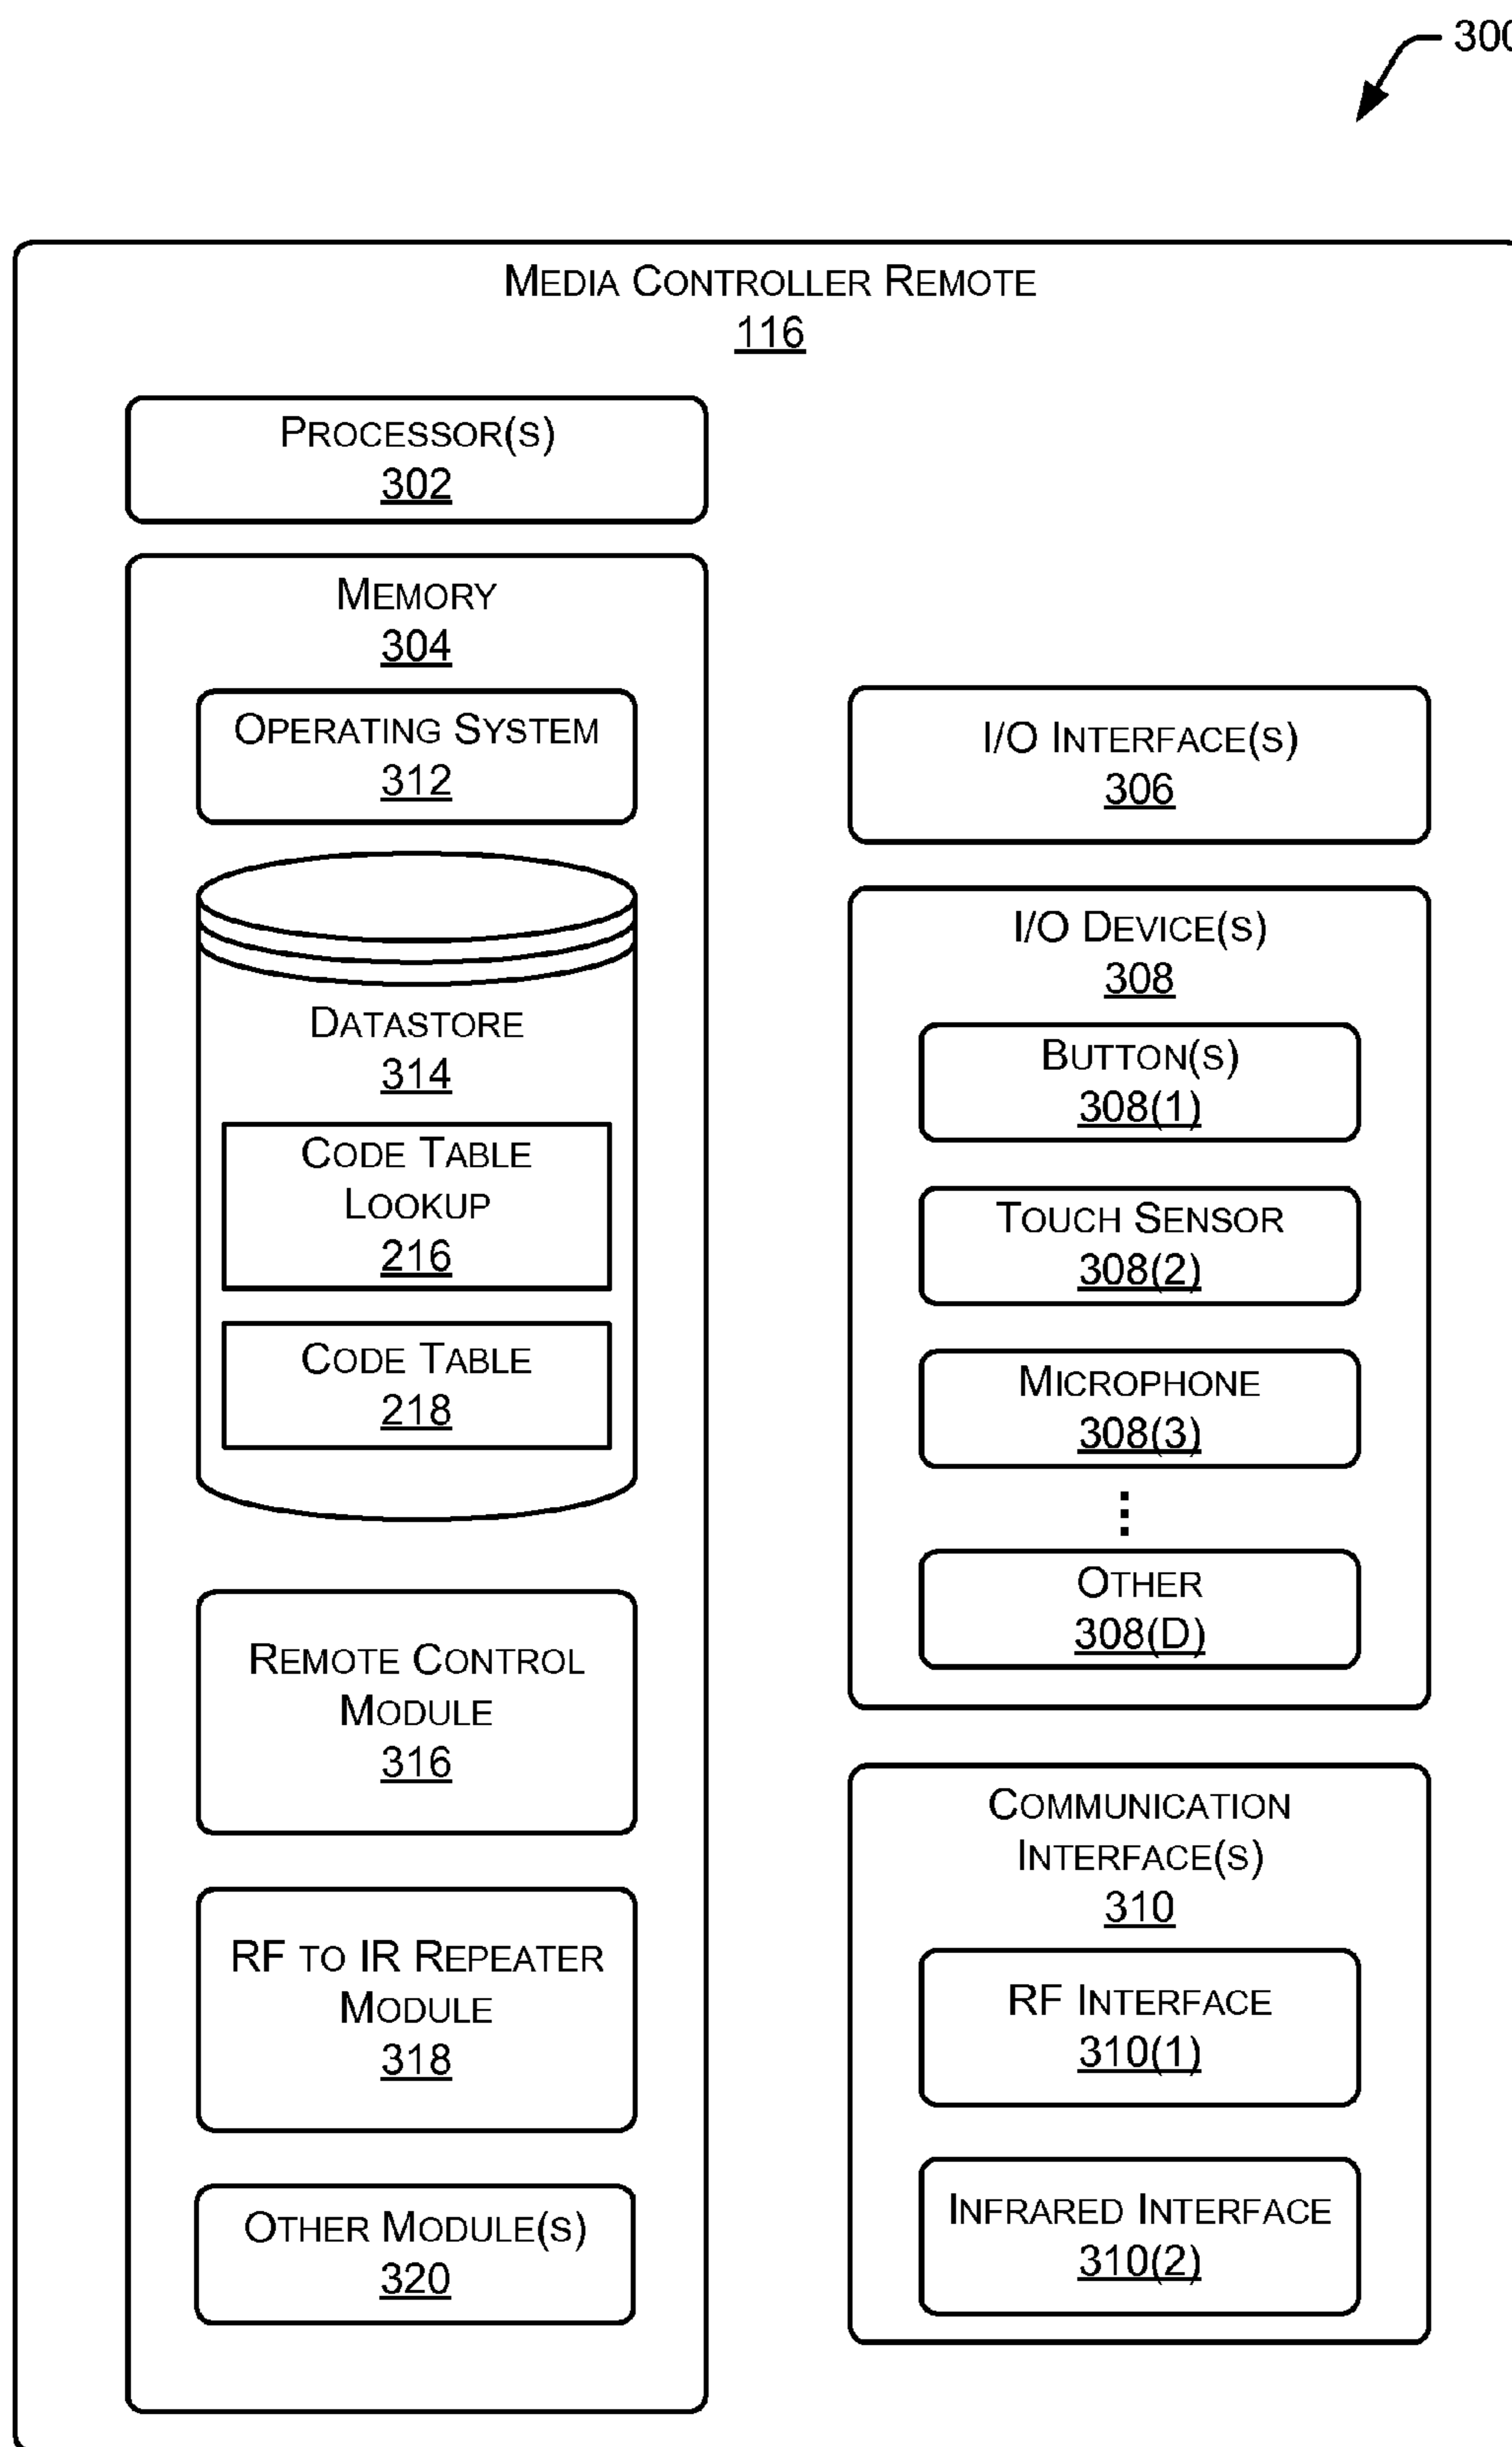 300
MEDIA CONTROLLER REMOTE
116
PROCESSOR(S)
302
MEMORY
304
OPERATING SYSTEM
312
DATASTORE
314
CODE TABLE
LOOKUP
216
CODE TABLE
218
REMOTE CONTROL
MODULE
316
RF TO IR REPEATER
MODULE
318
OTHER MODULE(S)
320
I/O INTERFACE(S)
306
I/O DEVICE(S)
308
BUTTON(S)
308(1)
TOUCH SENSOR
308(2)
MICROPHONE
308(3)
⋮
OTHER
308(D)
COMMUNICATION
INTERFACE(S)
310
RF INTERFACE
310(1)
INFRARED INTERFACE
310(2)